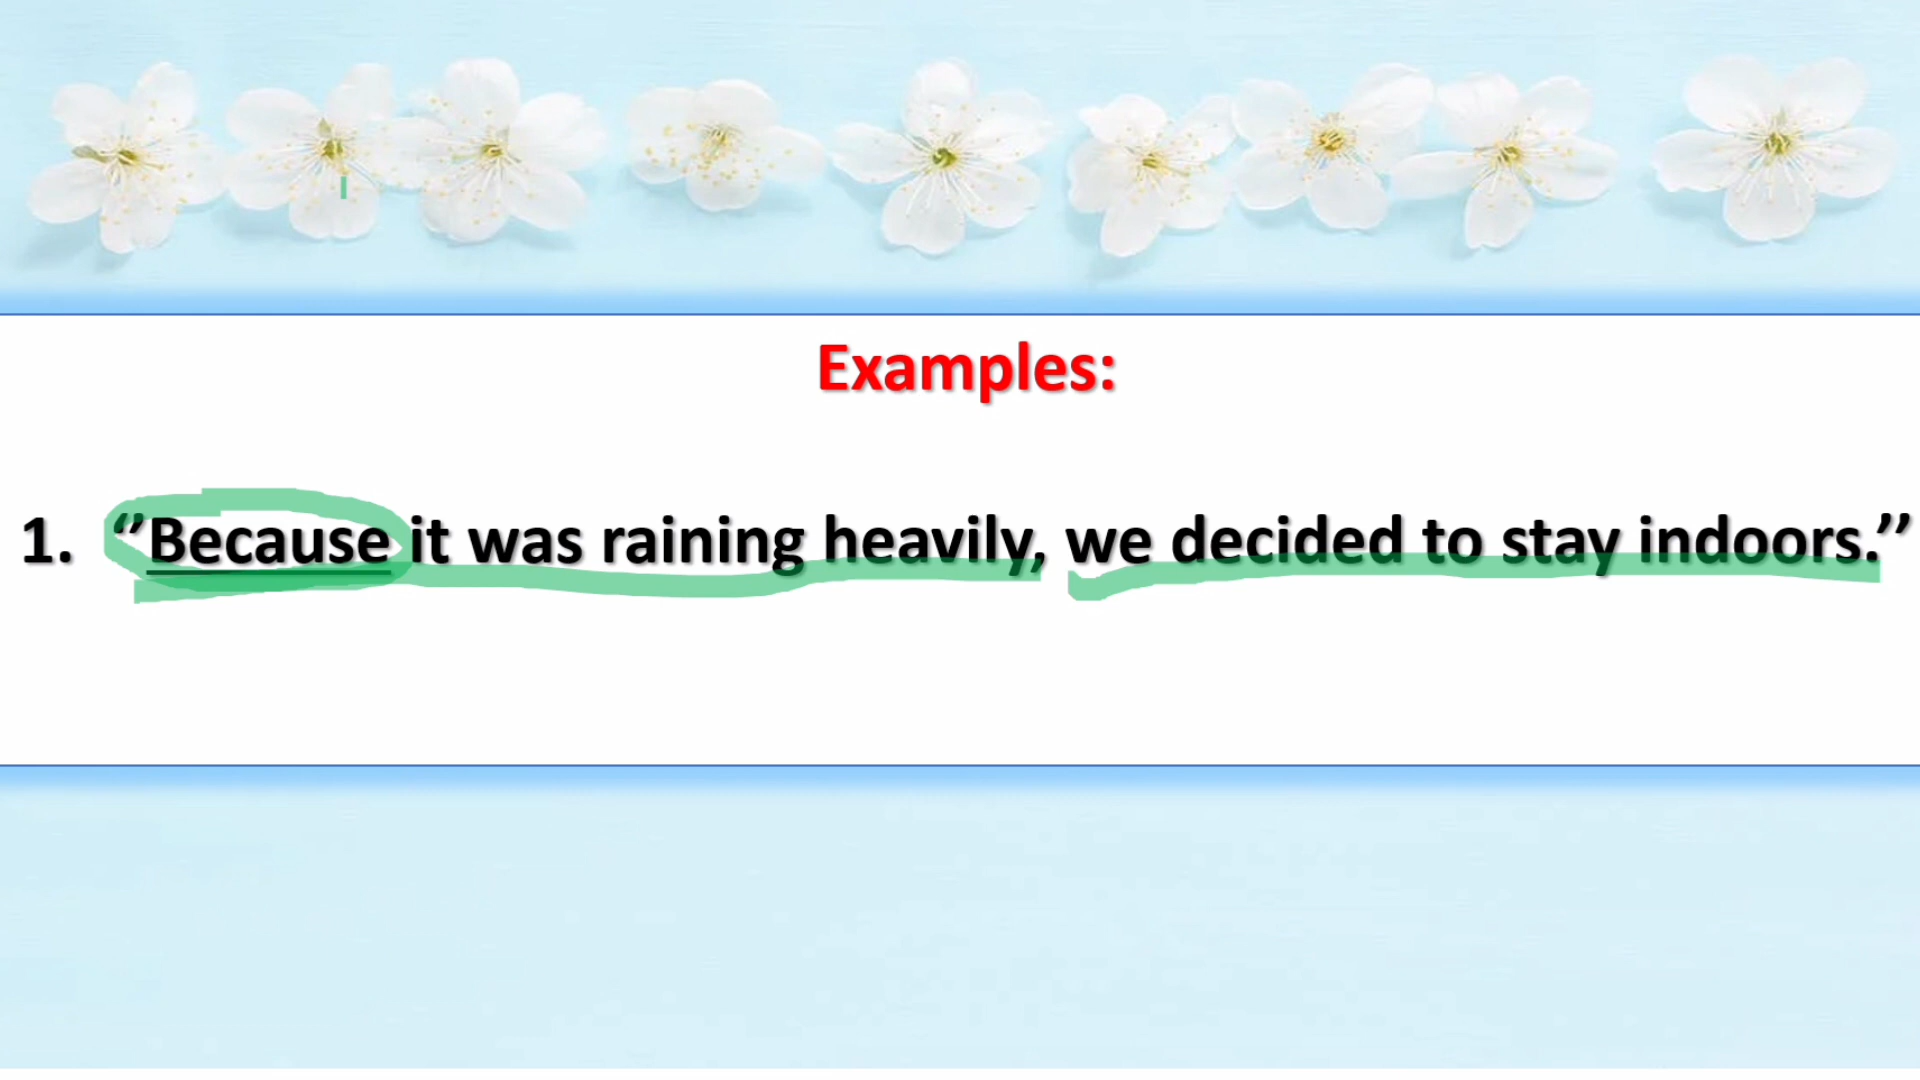 Examples:
1. ‘’Because it was raining heavily, we decided to stay indoors.’’